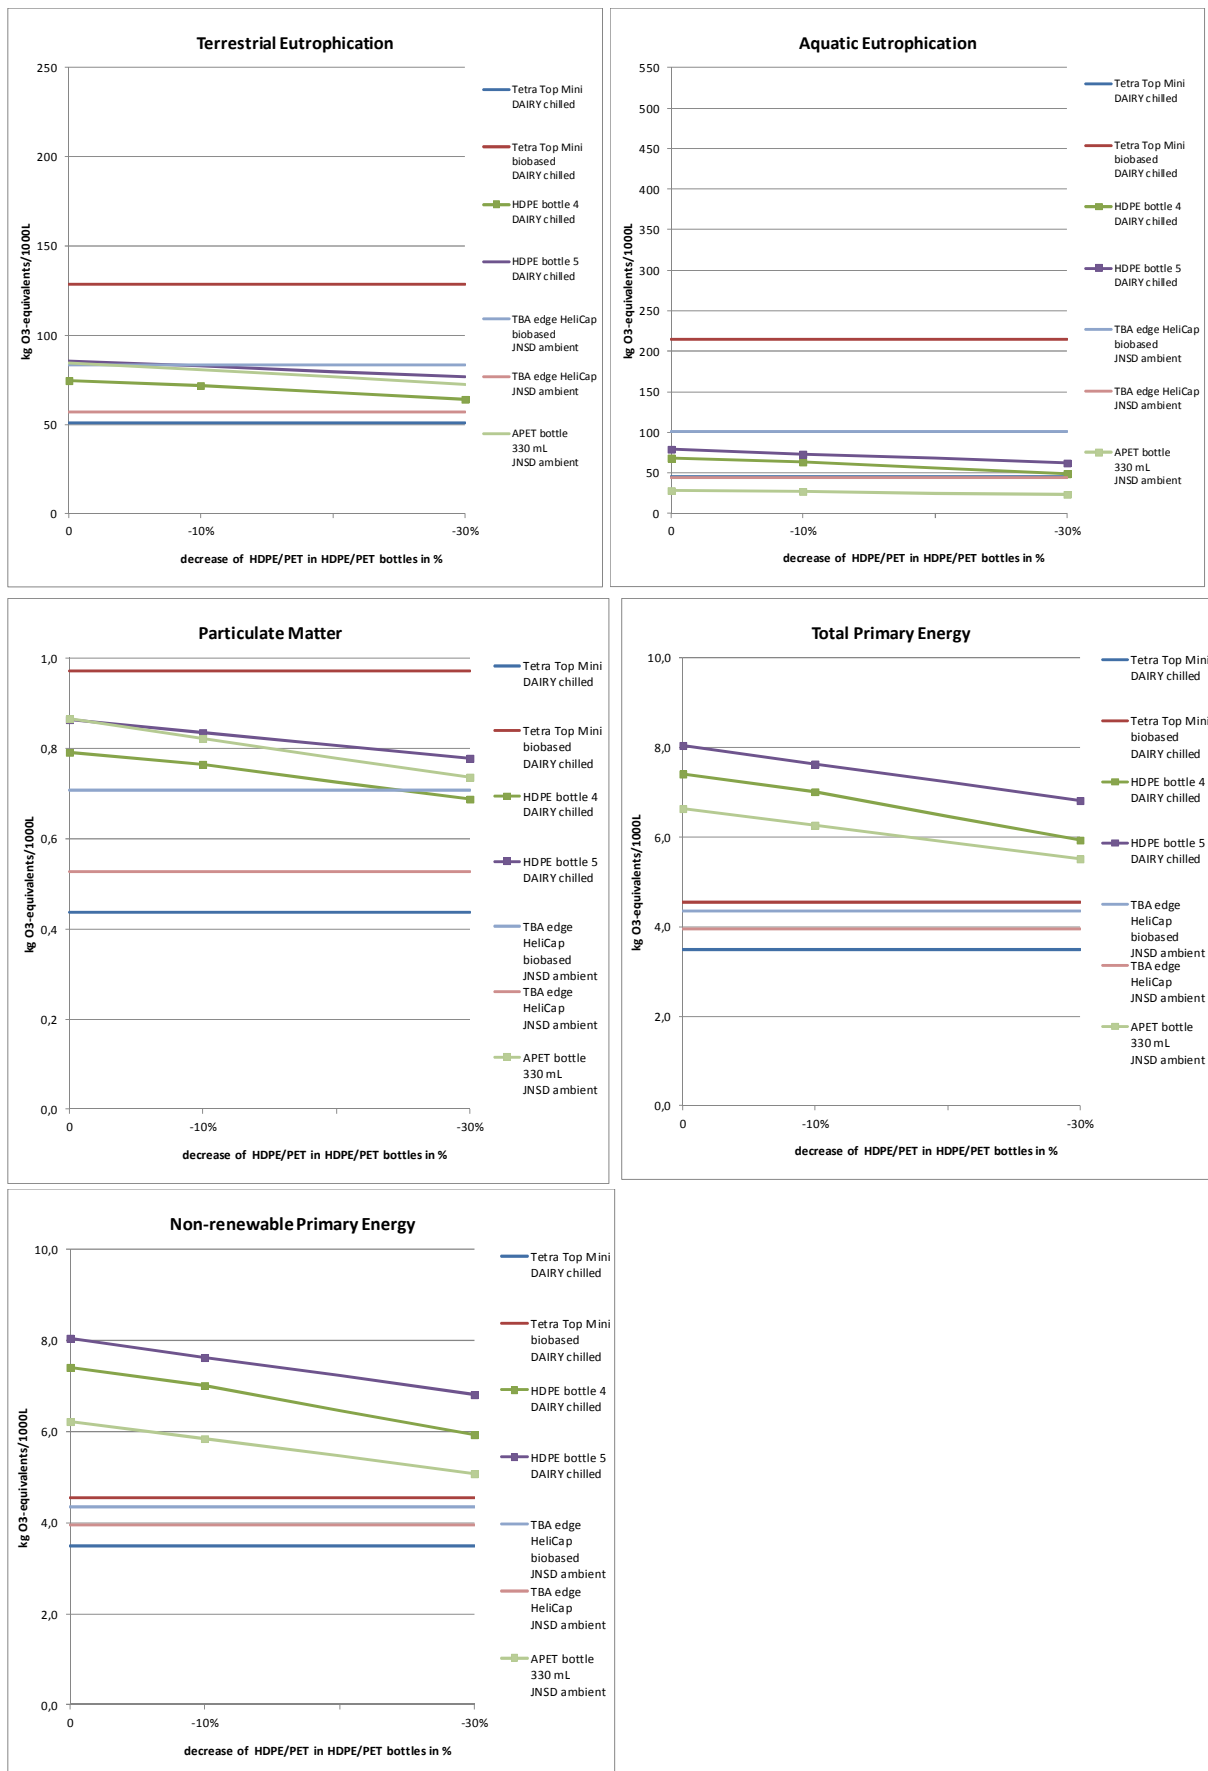 Terrestrial Eutrophication
250
200
150
100
50
0
kg O3-equivalents/1000L
0
-10%
-30%
decrease of HDPE/PET in HDPE/PET bottles in %
Tetra Top Mini
DAIRY chilled
Tetra Top Mini
biobased
DAIRY chilled
HDPE bottle 4
DAIRY chilled
HDPE bottle 5
DAIRY chilled
TBA edge HeliCap
biobased
JNSD ambient
TBA edge HeliCap
JNSD ambient
APET bottle
330 mL
JNSD ambient
Aquatic Eutrophication
550
500
450
400
350
300
250
200
150
100
50
0
kg O3-equivalents/1000L
0
-10%
-30%
decrease of HDPE/PET in HDPE/PET bottles in %
Tetra Top Mini
DAIRY chilled
Tetra Top Mini
biobased
DAIRY chilled
HDPE bottle 4
DAIRY chilled
HDPE bottle 5
DAIRY chilled
TBA edge HeliCap
biobased
JNSD ambient
TBA edge HeliCap
JNSD ambient
APET bottle
330 mL
JNSD ambient
Particulate Matter
1,0
0,8
0,6
0,4
0,2
0,0
kg O3-equivalents/1000L
0
-10%
-30%
decrease of HDPE/PET in HDPE/PET bottles in %
Tetra Top Mini
DAIRY chilled
Tetra Top Mini
biobased
DAIRY chilled
HDPE bottle 4
DAIRY chilled
HDPE bottle 5
DAIRY chilled
TBA edge
HeliCap
biobased
JNSD ambient
TBA edge
HeliCap
JNSD ambient
APET bottle
330 mL
JNSD ambient
Total Primary Energy
10,0
8,0
6,0
4,0
2,0
0,0
kg O3-equivalents/1000L
0
-10%
-30%
decrease of HDPE/PET in HDPE/PET bottles in %
Tetra Top Mini
DAIRY chilled
Tetra Top Mini
biobased
DAIRY chilled
HDPE bottle 4
DAIRY chilled
HDPE bottle 5
DAIRY chilled
TBA edge
HeliCap
biobased
JNSD ambient
TBA edge
HeliCap
JNSD ambient
APET bottle
330 mL
JNSD ambient
Non-renewable Primary Energy
10,0
8,0
6,0
4,0
2,0
0,0
kg O3-equivalents/1000L
0
-10%
-30%
decrease of HDPE/PET in HDPE/PET bottles in %
Tetra Top Mini
DAIRY chilled
Tetra Top Mini
biobased
DAIRY chilled
HDPE bottle 4
DAIRY chilled
HDPE bottle 5
DAIRY chilled
TBA edge
HeliCap
biobased
JNSD ambient
TBA edge
HeliCap
JNSD ambient
APET bottle
330 mL
JNSD ambient